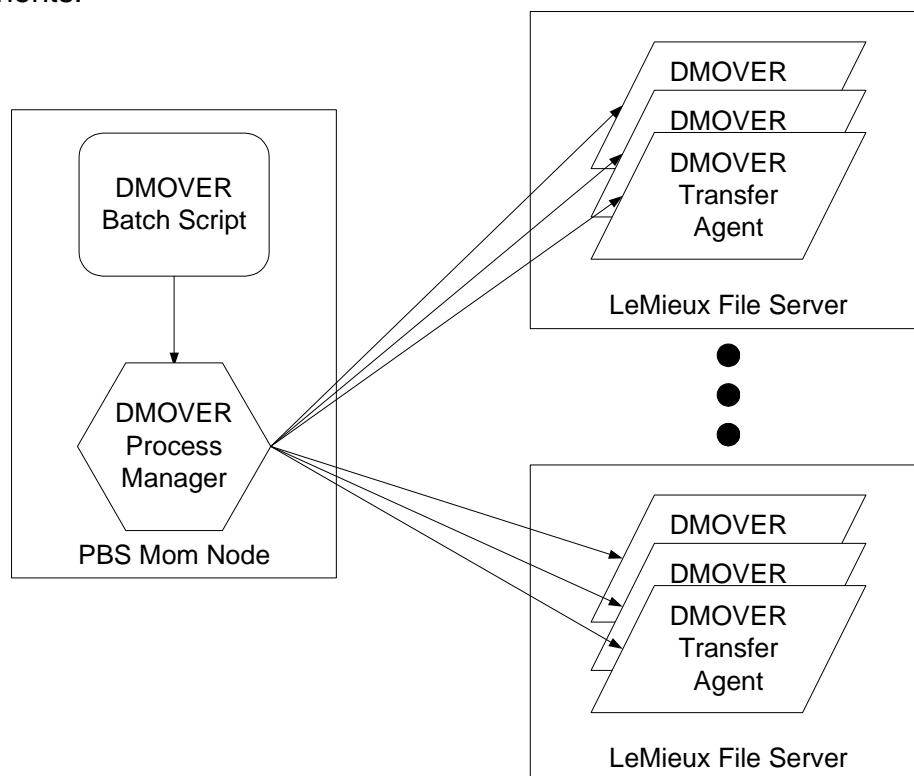 DMOVER
Batch Script
DMOVER
Process
Manager
PBS Mom Node
DMOVER
DMOVER
DMOVER
Transfer
Agent
LeMieux File Server
DMOVER
DMOVER
DMOVER
Transfer
Agent
LeMieux File Server